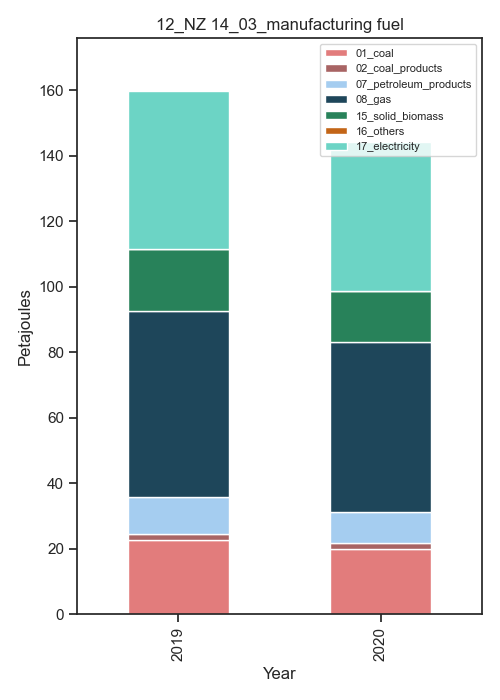 12_NZ 14_03_manufacturing fuel
01_coal
02_coal_products
07_petroleum_products
08_gas
15_solid_biomass
16_others
17_electricity
160
140
120
100
80
60
40
20
0
Petajoules
2019
2020
Year